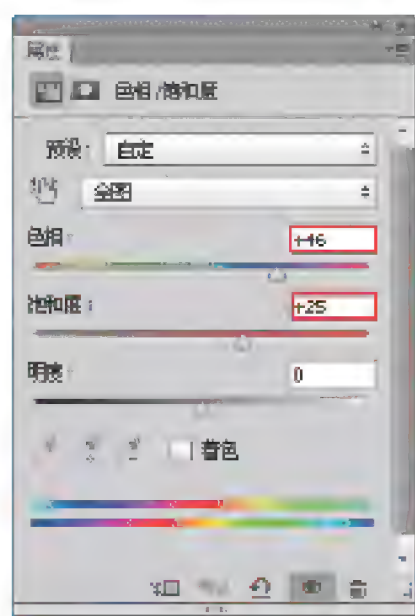 属性
色相/饱和度
预设： 自定
全图
色相： +46
饱和度： +25
明度： 0
着色